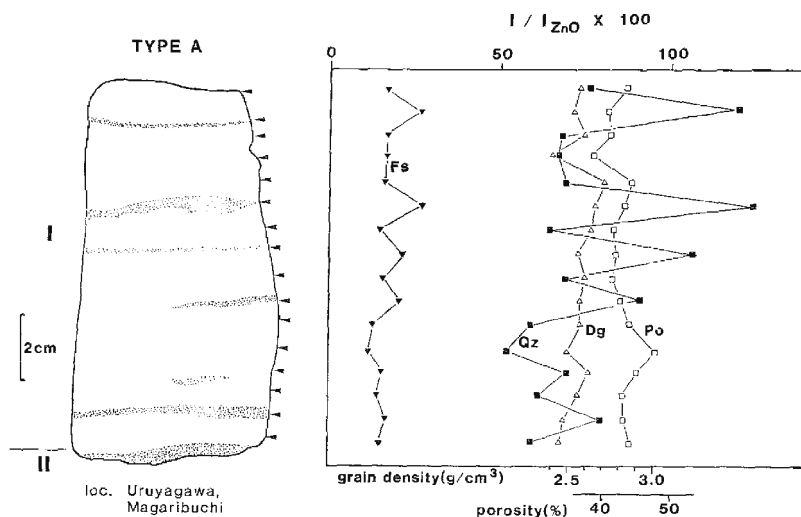 TYPE A
I / I ZnO X 100
0 50 100
Fs
I
2cm
Qz Dg Po
II
loc. Uruyagawa,
Magaribuchi
grain density(g/cm³) 2.5 3.0
porosity(%) 40 50